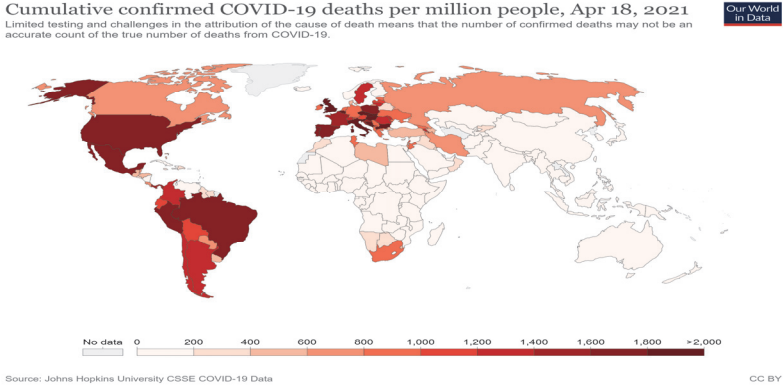 Cumulative confirmed COVID-19 deaths per million people, Apr 18, 2021
Our World
in Data
Limited testing and challenges in the attribution of the cause of death means that the number of confirmed deaths may not be an
accurate count of the true number of deaths from COVID-19.
No data 0 200 400 600 800 1,000 1,200 1,400 1,600 1,800 >2,000
Source: Johns Hopkins University CSSE COVID-19 Data
CC BY